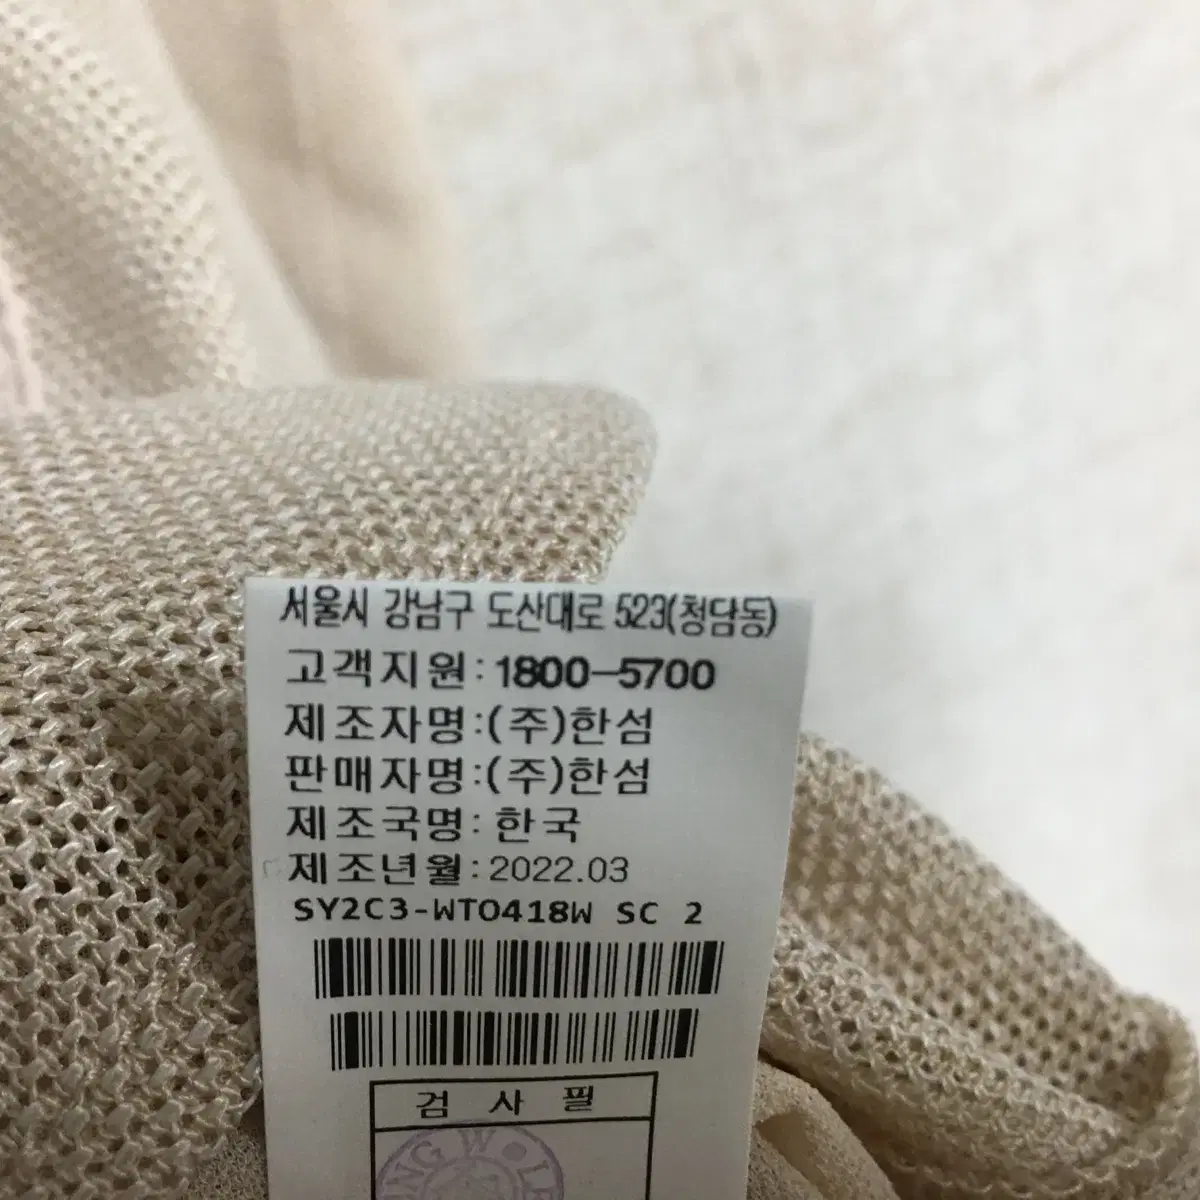 서울시 강남구 도산대로 523(청담동)
고객지원: 1800-5700
제조자명:(주)한섬
판매자명:(주)한섬
제조국명: 한국
제조년월: 2022.03
SY2C3-WTO418W SC 2
검 사 필